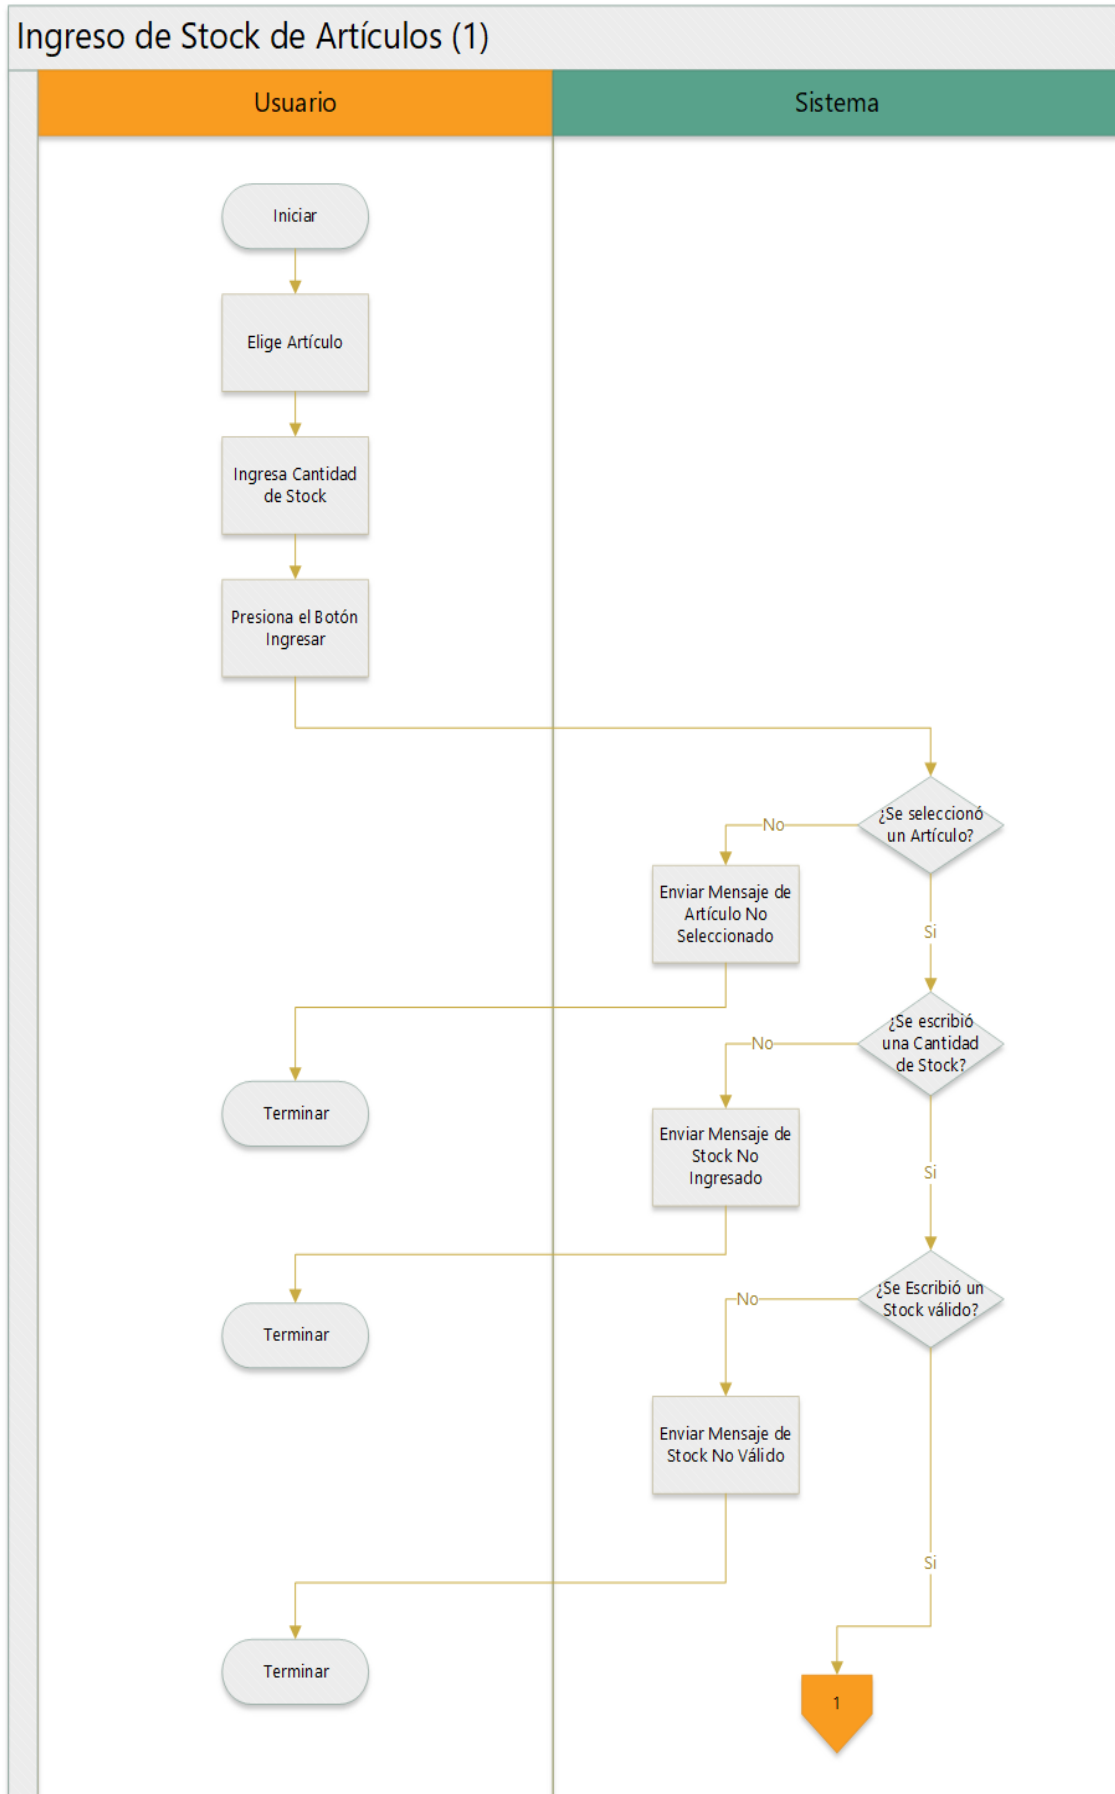 Ingreso de Stock de Artículos (1)
Usuario
Sistema
Iniciar
Elige Artículo
Ingresa Cantidad
de Stock
Presiona el Botón
Ingresar
¿Se seleccionó
un Artículo?
No
Enviar Mensaje de
Artículo No
Seleccionado
Si
Terminar
¿Se escribió
una Cantidad
de Stock?
No
Enviar Mensaje de
Stock No
Ingresado
Si
Terminar
¿Se Escribió un
Stock válido?
No
Enviar Mensaje de
Stock No Válido
Si
Terminar
1